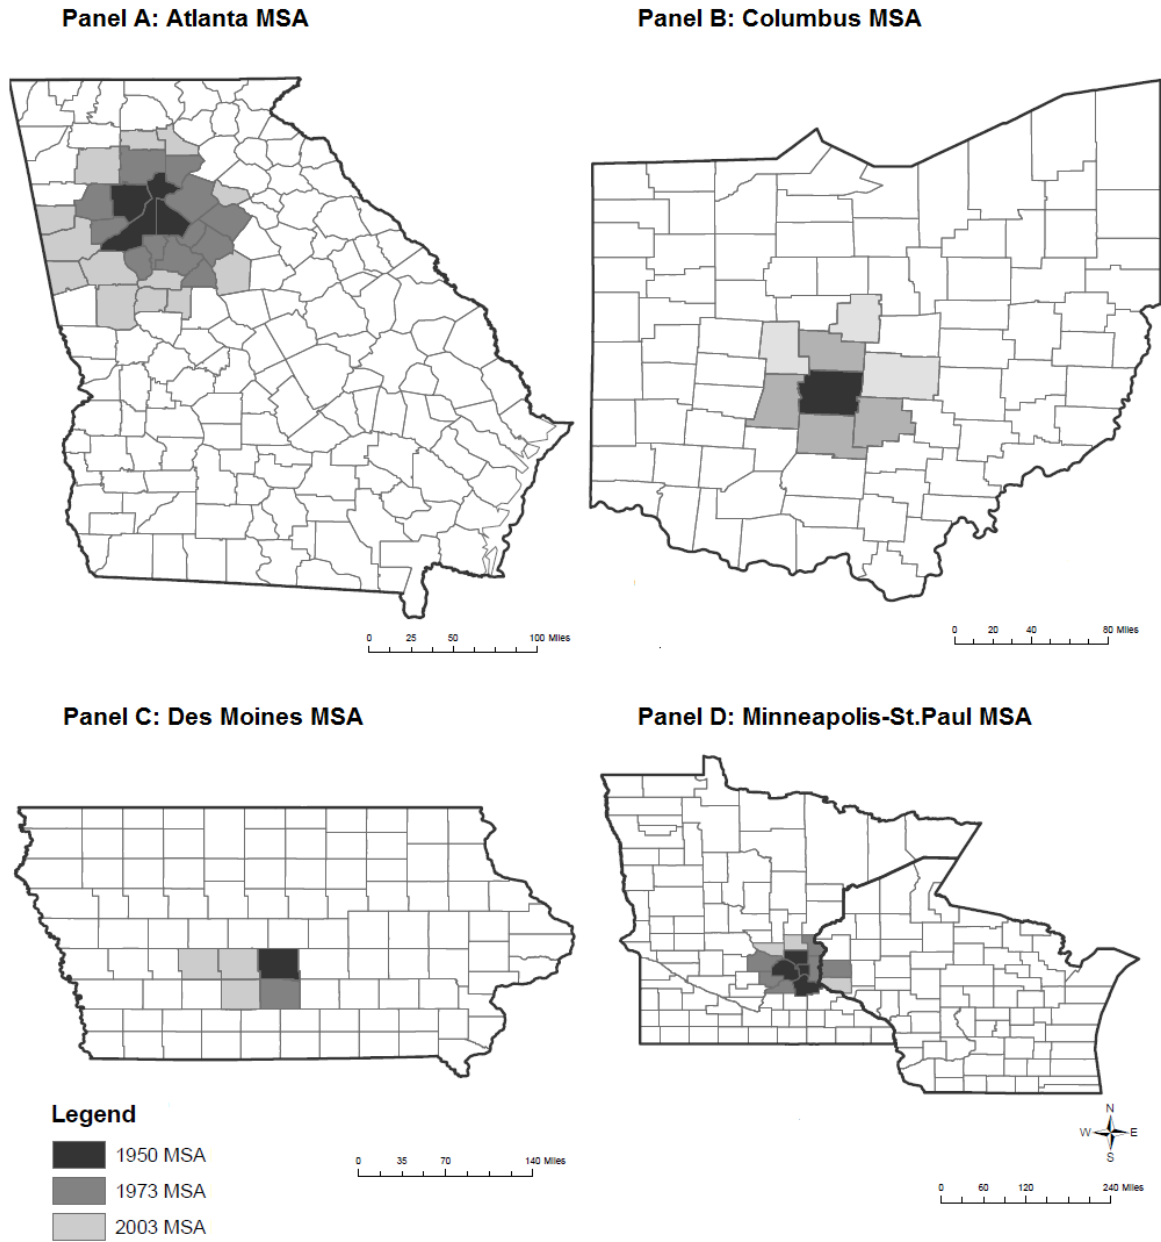 Panel A: Atlanta MSA
Panel B: Columbus MSA
0 25 50 100 Miles
0 20 40 80 Miles
Panel C: Des Moines MSA
Panel D: Minneapolis-St.Paul MSA
Legend
1950 MSA
1973 MSA
2003 MSA
0 35 70 140 Miles
N
W E
S
0 60 120 240 Miles